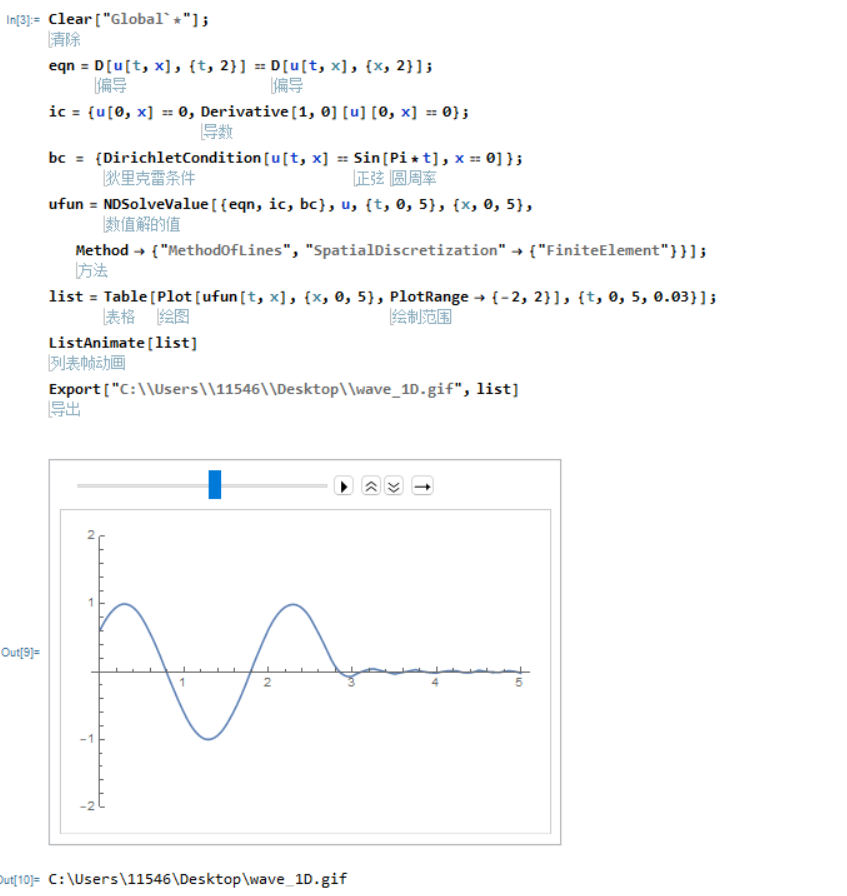 In[3]:= Clear["Global`*"];
清除
eqn = D[u[t, x], {t, 2}] == D[u[t, x], {x, 2}];
偏导 偏导
ic = {u[0, x] == 0, Derivative[1, 0][u][0, x] == 0};
导数
bc = {DirichletCondition[u[t, x] == Sin[Pi*t], x == 0]};
狄里克雷条件 正弦 圆周率
ufun = NDSolveValue[{eqn, ic, bc}, u, {t, 0, 5}, {x, 0, 5},
数值解的值
Method → {"MethodOfLines", "SpatialDiscretization" → {"FiniteElement"}}];
方法
list = Table[Plot[ufun[t, x], {x, 0, 5}, PlotRange → {-2, 2}], {t, 0, 5, 0.03}];
表格 绘图 绘制范围
ListAnimate[list]
列表帧动画
Export["C:\\Users\\11546\\Desktop\\wave_1D.gif", list]
导出
2
1
Out[9]=
1 2 3 4 5
-1
-2
Out[10]= C:\Users\11546\Desktop\wave_1D.gif